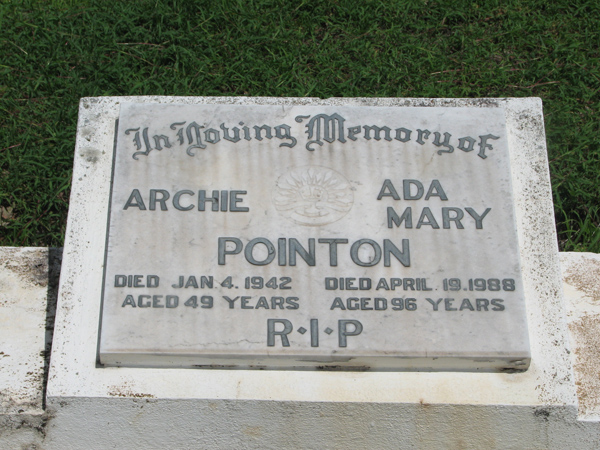 In Loving Memory of
ARCHIE ADA
MARY
POINTON
DIED JAN 4. 1942 DIED APRIL 19. 1988
AGED 49 YEARS AGED 96 YEARS
R·I·P